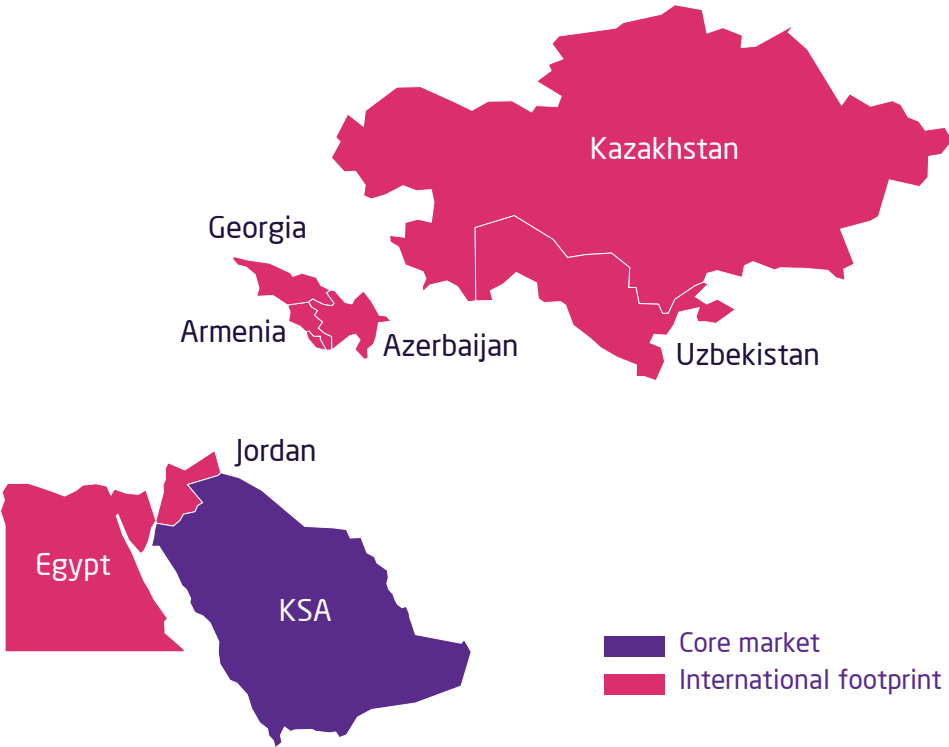 Kazakhstan
Georgia
Armenia
Azerbaijan
Uzbekistan
Jordan
Egypt
KSA
Core market
International footprint